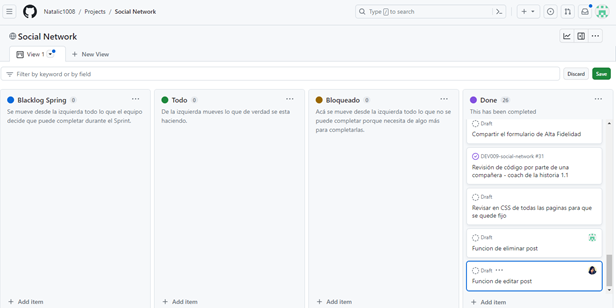 Natalic1008 / Projects / Social Network
Type / to search
Social Network
View 1
+ New View
Filter by keyword or by field
Discard
Save
Blacklog Spring 0
Se mueve desde la izquierda todo lo que el equipo
decide que puede completar durante el Sprint.
+ Add item
Todo 0
De la izquierda mueves lo que de verdad se esta
haciendo.
+ Add item
Bloqueado 0
Acá se mueve desde la izquierda todo lo que no se
puede completar porque necesita de algo más
para completarlas.
+ Add item
Done 26
This has been completed
Draft
Compartir el formulario de Alta Fidelidad
DEV009-social-network #31
Revisión de código por parte de una
compañera - coach de la historia 1.1
Draft
Revisar en CSS de todas las paginas para que
se quede fijo
Draft
Funcion de eliminar post
Draft
Funcion de editar post
+ Add item